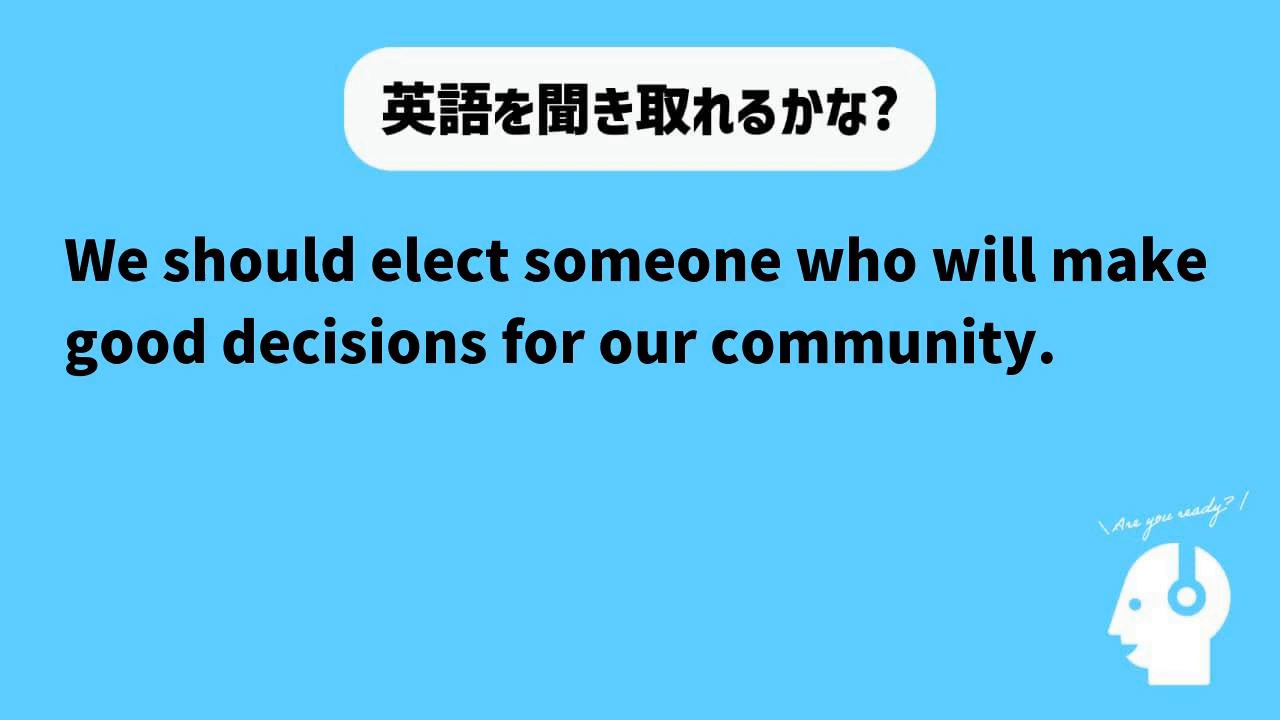 英語を聞き取れるかな?
We should elect someone who will make
good decisions for our community.
\ Are you ready? /